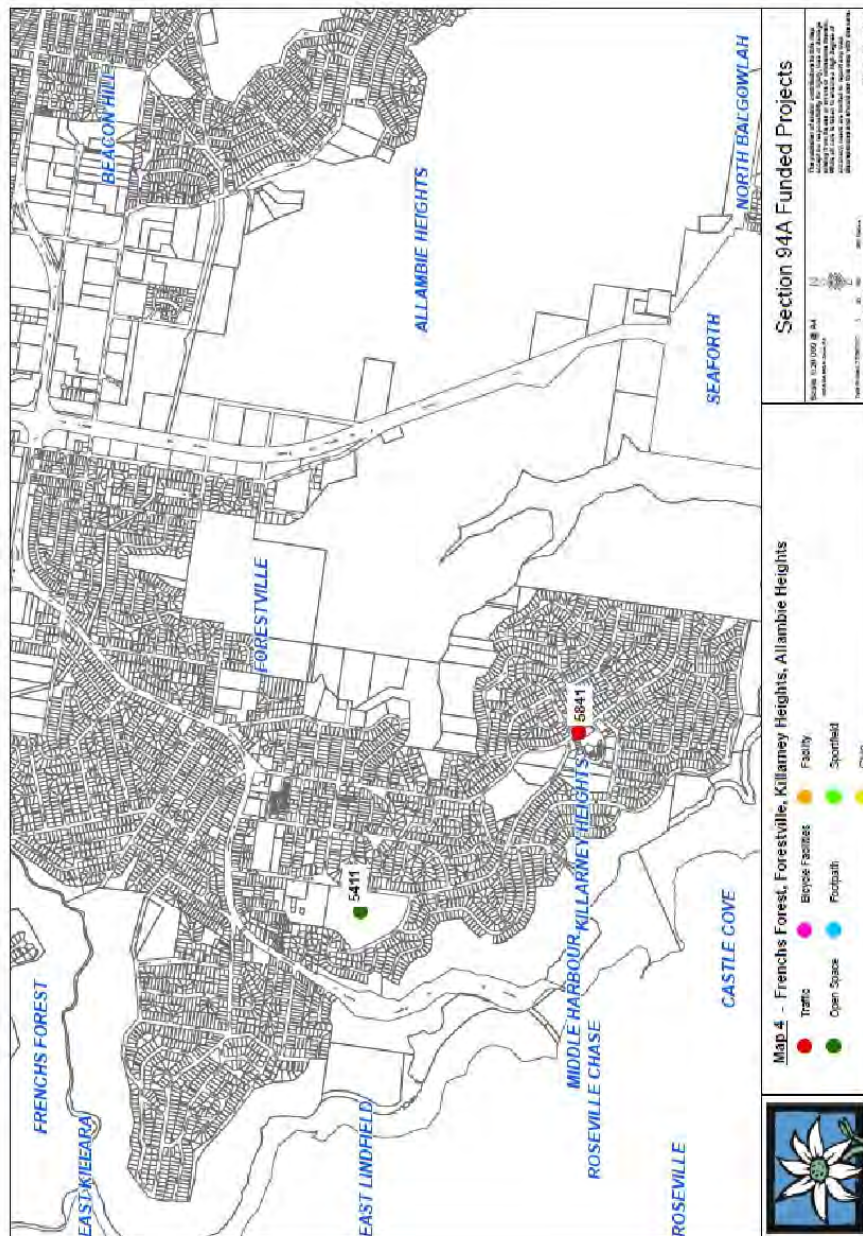 FRENCHS FOREST
BEACON HILL
EAST KILLARA
FORESTVILLE
ALLAMBIE HEIGHTS
5411
EAST LINDFIELD
5841
MIDDLE HARBOUR
KILLARNEY HEIGHTS
ROSEVILLE CHASE
ROSEVILLE
CASTLE COVE
SEAFORTH
NORTH BALGOWLAH
Map 4 - Frenchs Forest, Forestville, Killarney Heights, Allambie Heights
Traffic
Bicycle Facilities
Facility
Open Space
Footpath
Sportfield
Section 94A Funded Projects